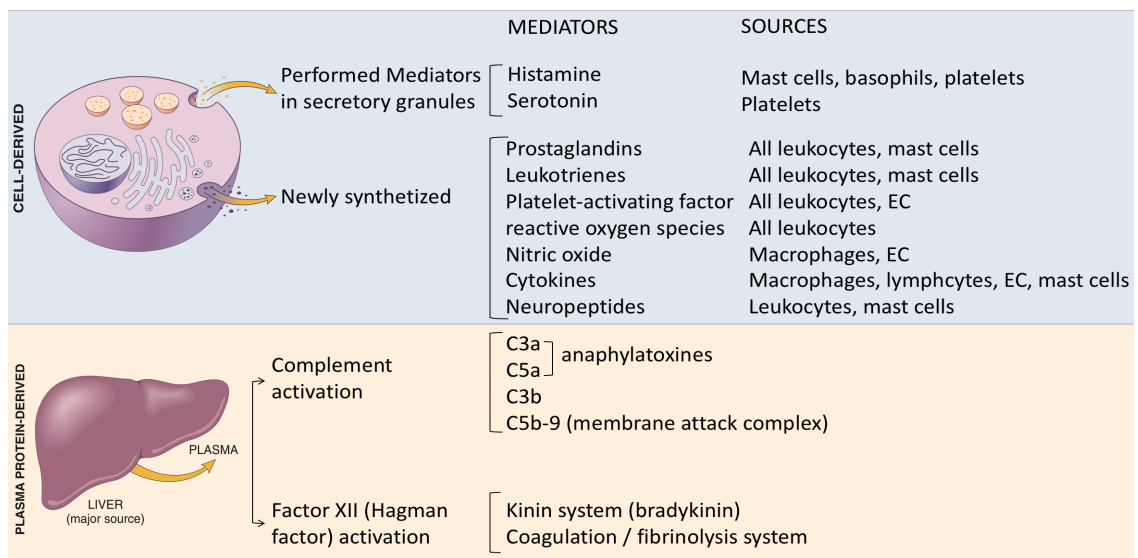 MEDIATORS SOURCES
CELL-DERIVED
Performed Mediators
in secretory granules
Histamine Mast cells, basophils, platelets
Serotonin Platelets
Newly synthetized
Prostaglandins All leukocytes, mast cells
Leukotrienes All leukocytes, mast cells
Platelet-activating factor All leukocytes, EC
reactive oxygen species All leukocytes
Nitric oxide Macrophages, EC
Cytokines Macrophages, lymphcytes, EC, mast cells
Neuropeptides Leukocytes, mast cells
PLASMA PROTEIN-DERIVED
LIVER
(major source)
PLASMA
Complement
activation
C3a
C5a
anaphylatoxines
C3b
C5b-9 (membrane attack complex)
Factor XII (Hagman
factor) activation
Kinin system (bradykinin)
Coagulation / fibrinolysis system